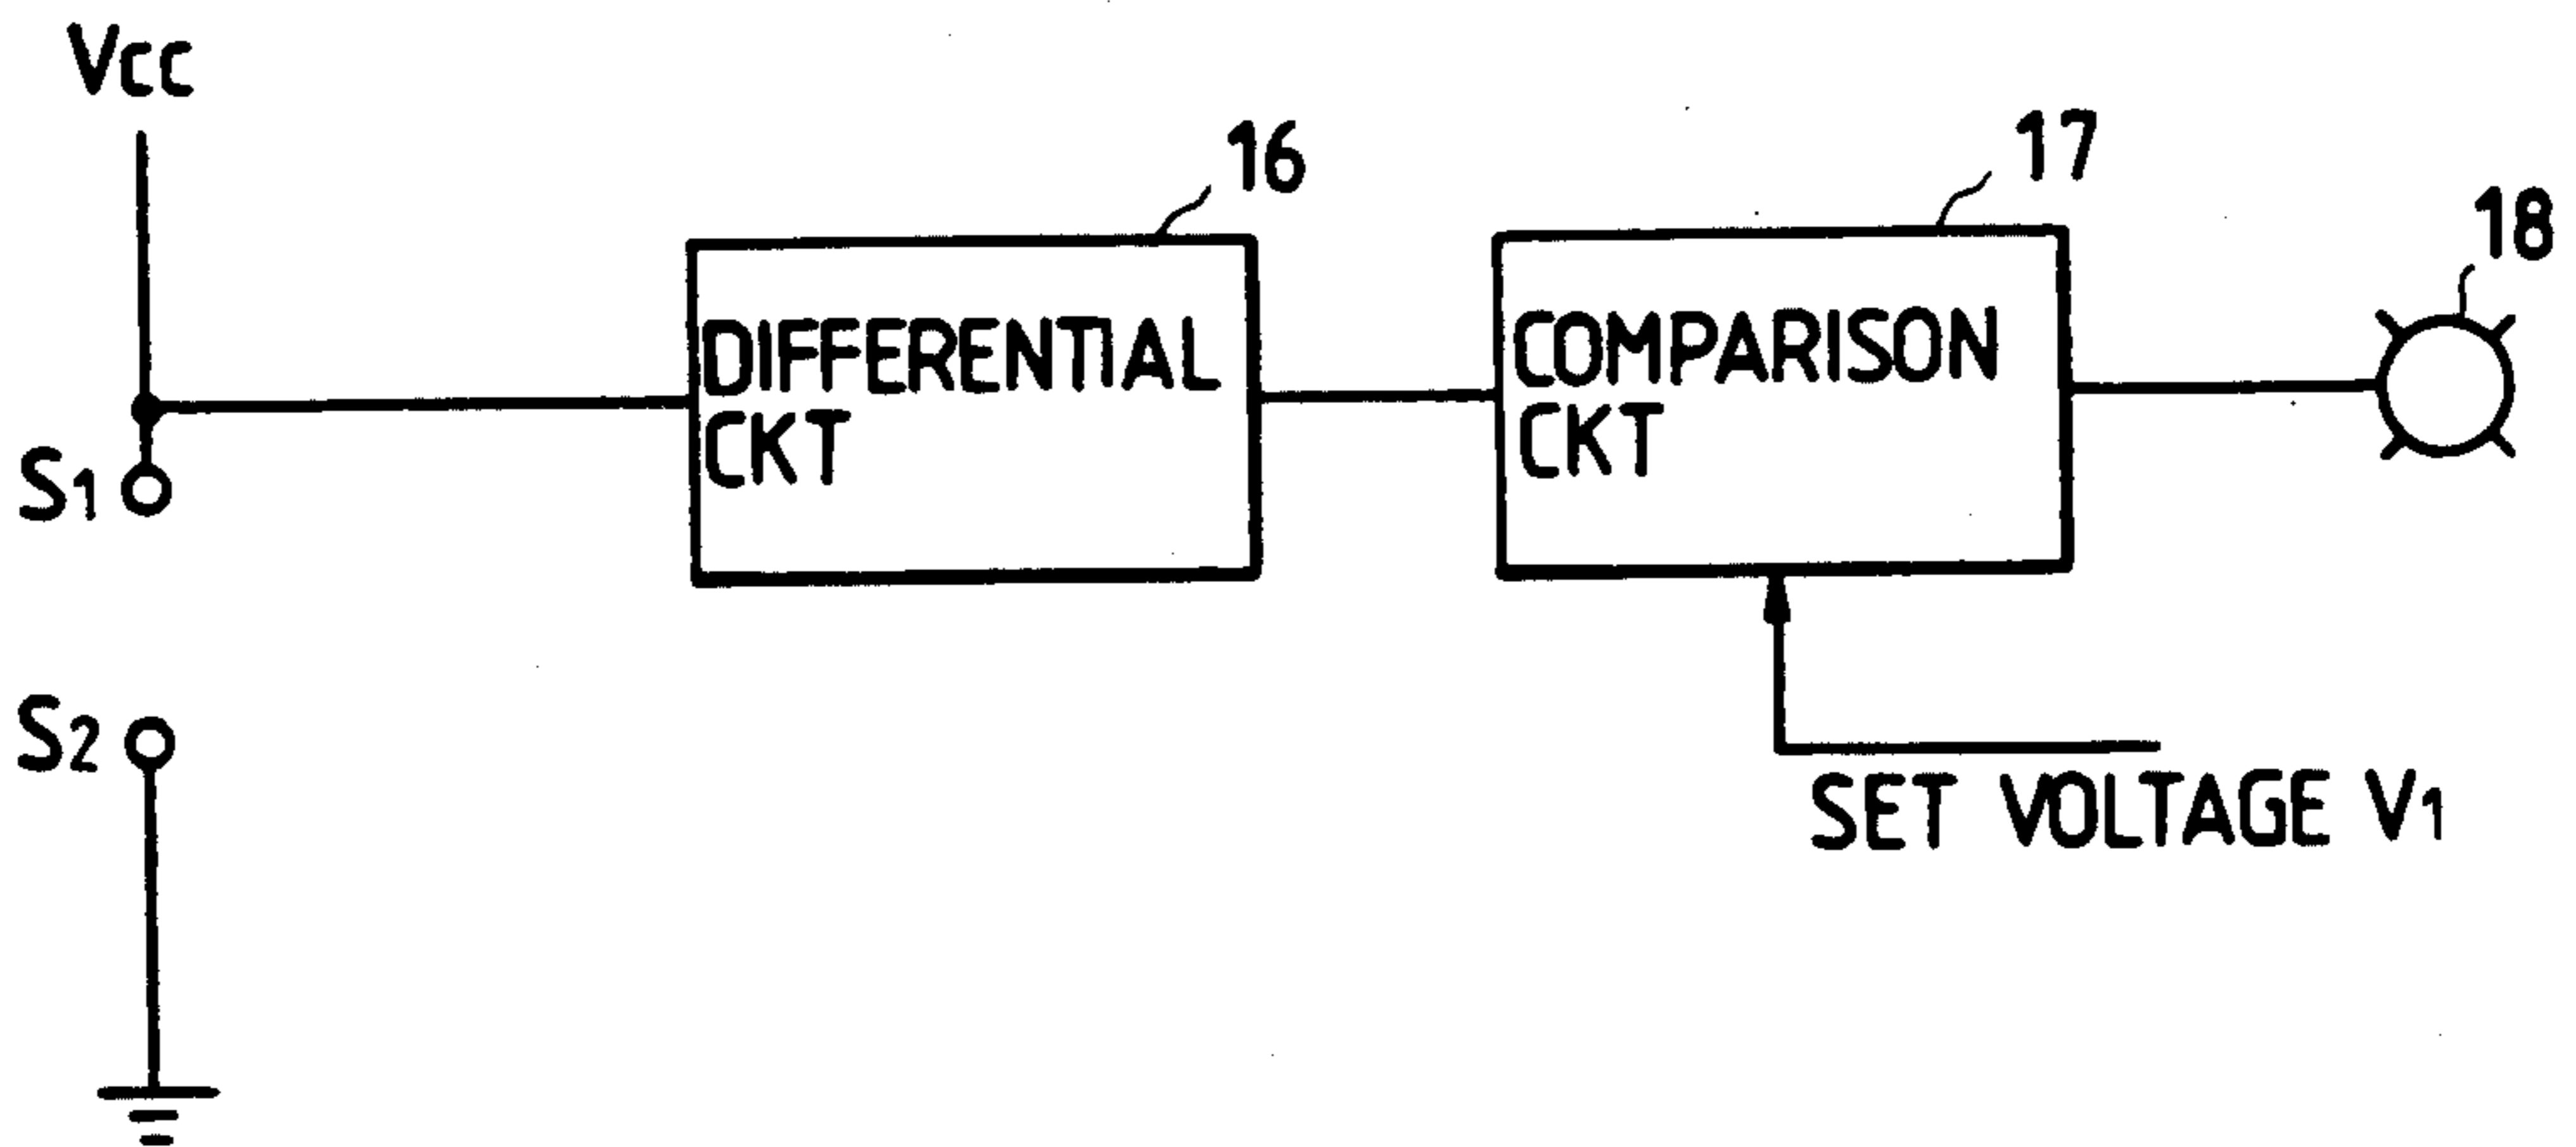 Vcc
16
17
18
DIFFERENTIAL
CKT
COMPARISON
CKT
S1
S2
SET VOLTAGE V1